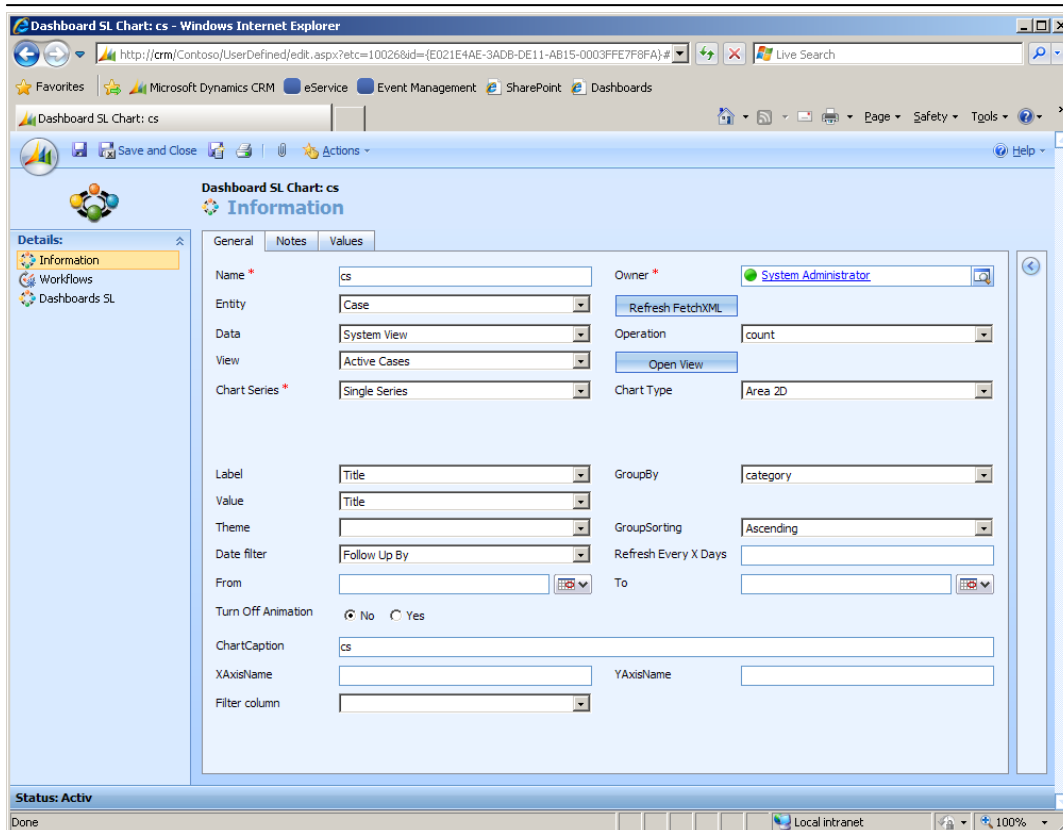 Dashboard SL Chart: cs - Windows Internet Explorer
http://crm/Contoso/UserDefined/edit.aspx?etc=10026&id={E021E4AE-3ADB-DE11-AB15-0003FFE7F8FA}#
Live Search
Favorites Microsoft Dynamics CRM eService Event Management SharePoint Dashboards
Dashboard SL Chart: cs Page Safety Tools
Save and Close Actions Help
Dashboard SL Chart: cs
Information
Details:
Information
Workflows
Dashboards SL
General Notes Values
Name * cs Owner * System Administrator
Entity Case Refresh FetchXML
Data System View Operation count
View Active Cases Open View
Chart Series * Single Series Chart Type Area 2D
Label Title GroupBy category
Value Title
Theme GroupSorting Ascending
Date filter Follow Up By Refresh Every X Days
From To
Turn Off Animation No Yes
ChartCaption cs
XAxisName YAxisName
Filter column
Status: Activ
Done Local intranet 100%